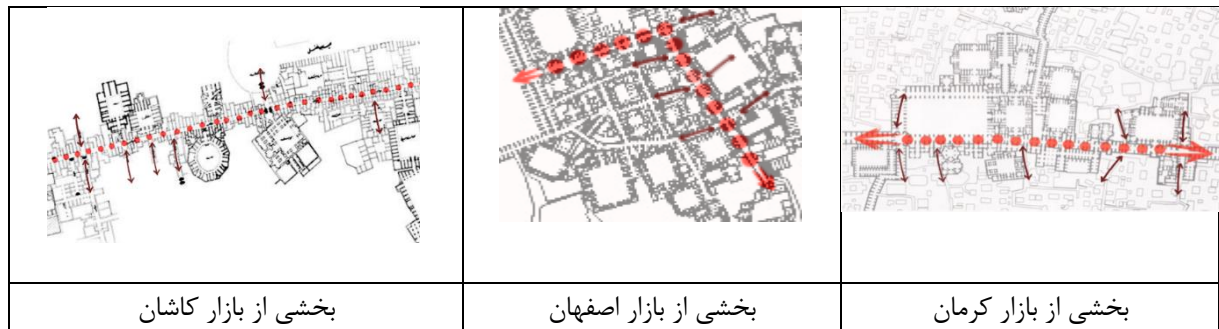 بخشی از بازار کرمان
بخشی از بازار اصفهان
بخشی از بازار کاشان